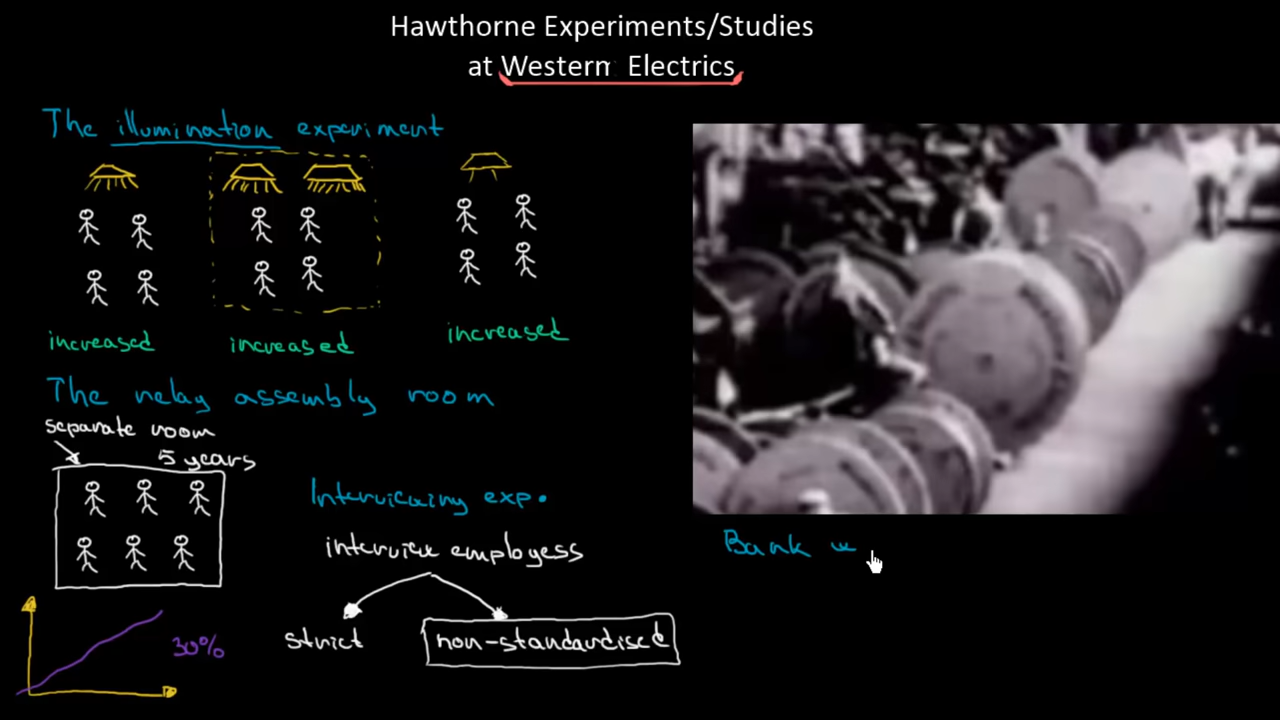 Hawthorne Experiments/Studies
at Western Electrics
The illumination experiment
increased
increased
increased
The relay assembly room
separate room
5 years
30%
Interviewing exp.
interview employess
strict
non-standardised
Bank w